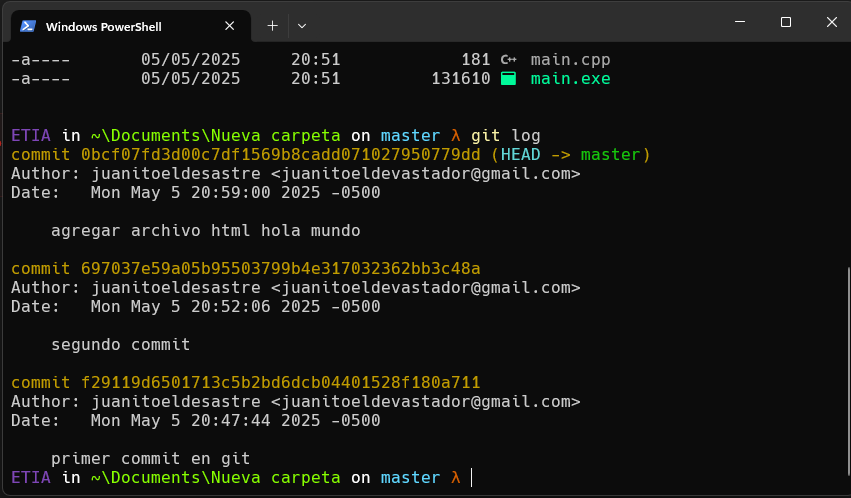 Windows PowerShell
-a---- 05/05/2025 20:51 181 C++ main.cpp
-a---- 05/05/2025 20:51 131610 main.exe
ETIA in ~\Documents\Nueva carpeta on master λ git log
commit 0bcf07fd3d00c7df1569b8cadd071027950779dd (HEAD -> master)
Author: juanitoeldesastre <juanitoeldevastador@gmail.com>
Date: Mon May 5 20:59:00 2025 -0500
agregar archivo html hola mundo
commit 697037e59a05b95503799b4e317032362bb3c48a
Author: juanitoeldesastre <juanitoeldevastador@gmail.com>
Date: Mon May 5 20:52:06 2025 -0500
segundo commit
commit f29119d6501713c5b2bd6dcb04401528f180a711
Author: juanitoeldesastre <juanitoeldevastador@gmail.com>
Date: Mon May 5 20:47:44 2025 -0500
primer commit en git
ETIA in ~\Documents\Nueva carpeta on master λ